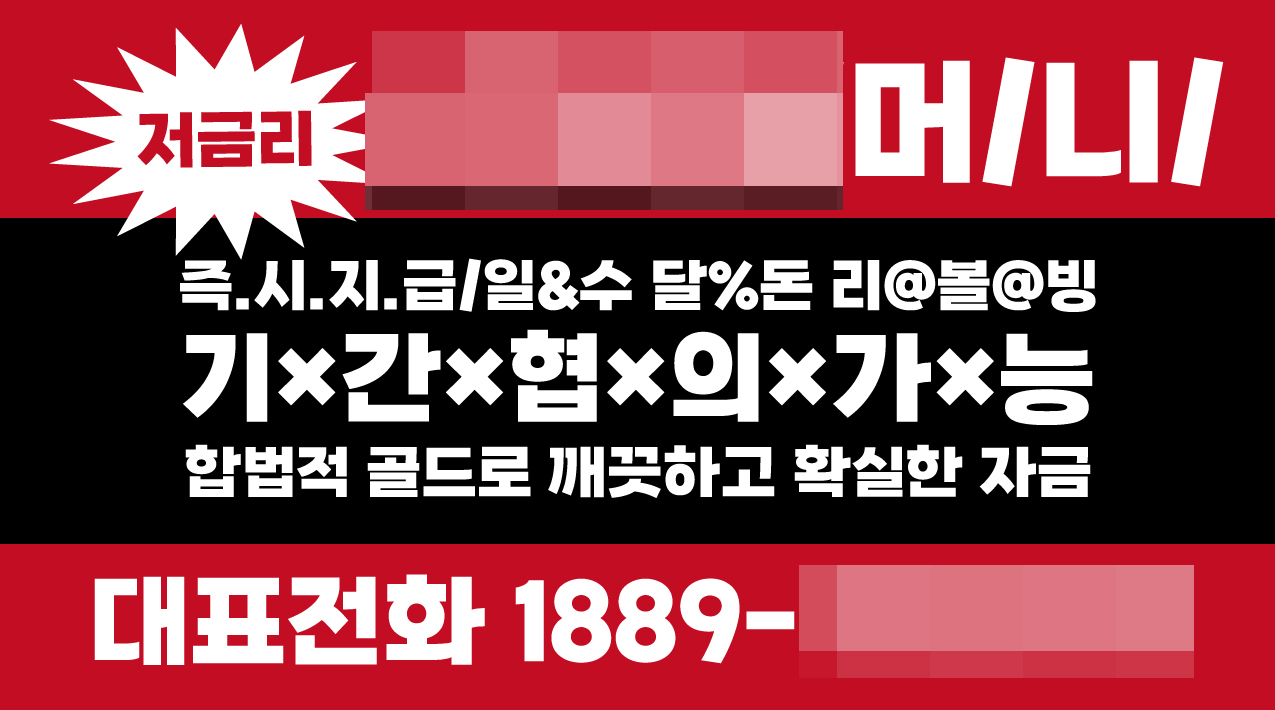 저금리
머/니/
즉.시.지.급/일&수 달%돈 리@볼@빙
기×간×협×의×가×능
합법적 골드로 깨끗하고 확실한 자금
대표전화 1889-